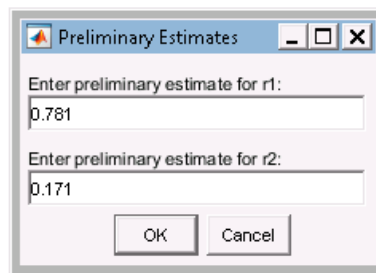 Preliminary Estimates
Enter preliminary estimate for r1:
0.781
Enter preliminary estimate for r2:
0.171
OK Cancel